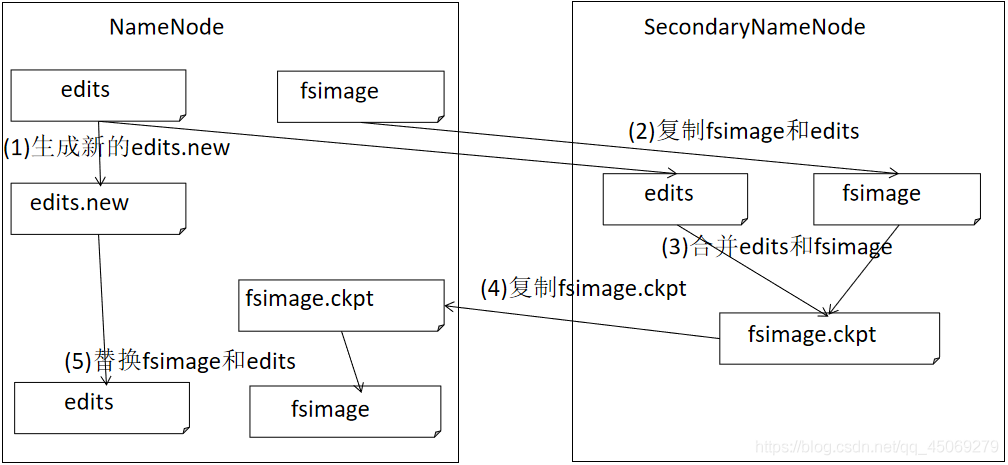 NameNode
SecondaryNameNode
edits
fsimage
(2)复制fsimage和edits
(1)生成新的edits.new
edits
fsimage
edits.new
(3)合并edits和fsimage
(4)复制fsimage.ckpt
fsimage.ckpt
fsimage.ckpt
(5)替换fsimage和edits
edits
fsimage
https://blog.csdn.net/qq_45069279